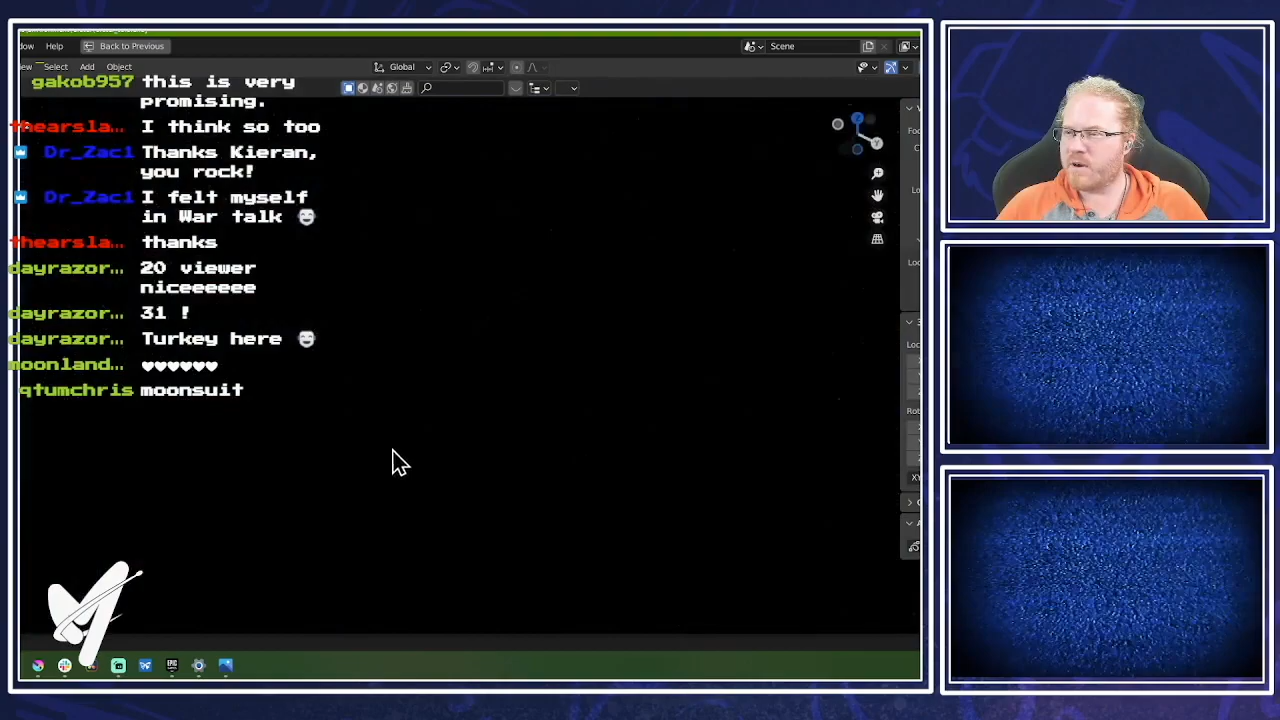 Help
Back to Previous
Scene
Select
Add
Object
Global
gakob957 this is very
promising.
thearsla... I think so too
Dr_Zac1 Thanks Kieran,
you rock!
Dr_Zac1 I felt myself
in War talk
thearsla... thanks
dayrazor... 20 viewer
niceeeeee
dayrazor... 31 !
dayrazor... Turkey here
moonland... ♥♥♥♥♥♥
qtumchris moonsuit
Z
Y